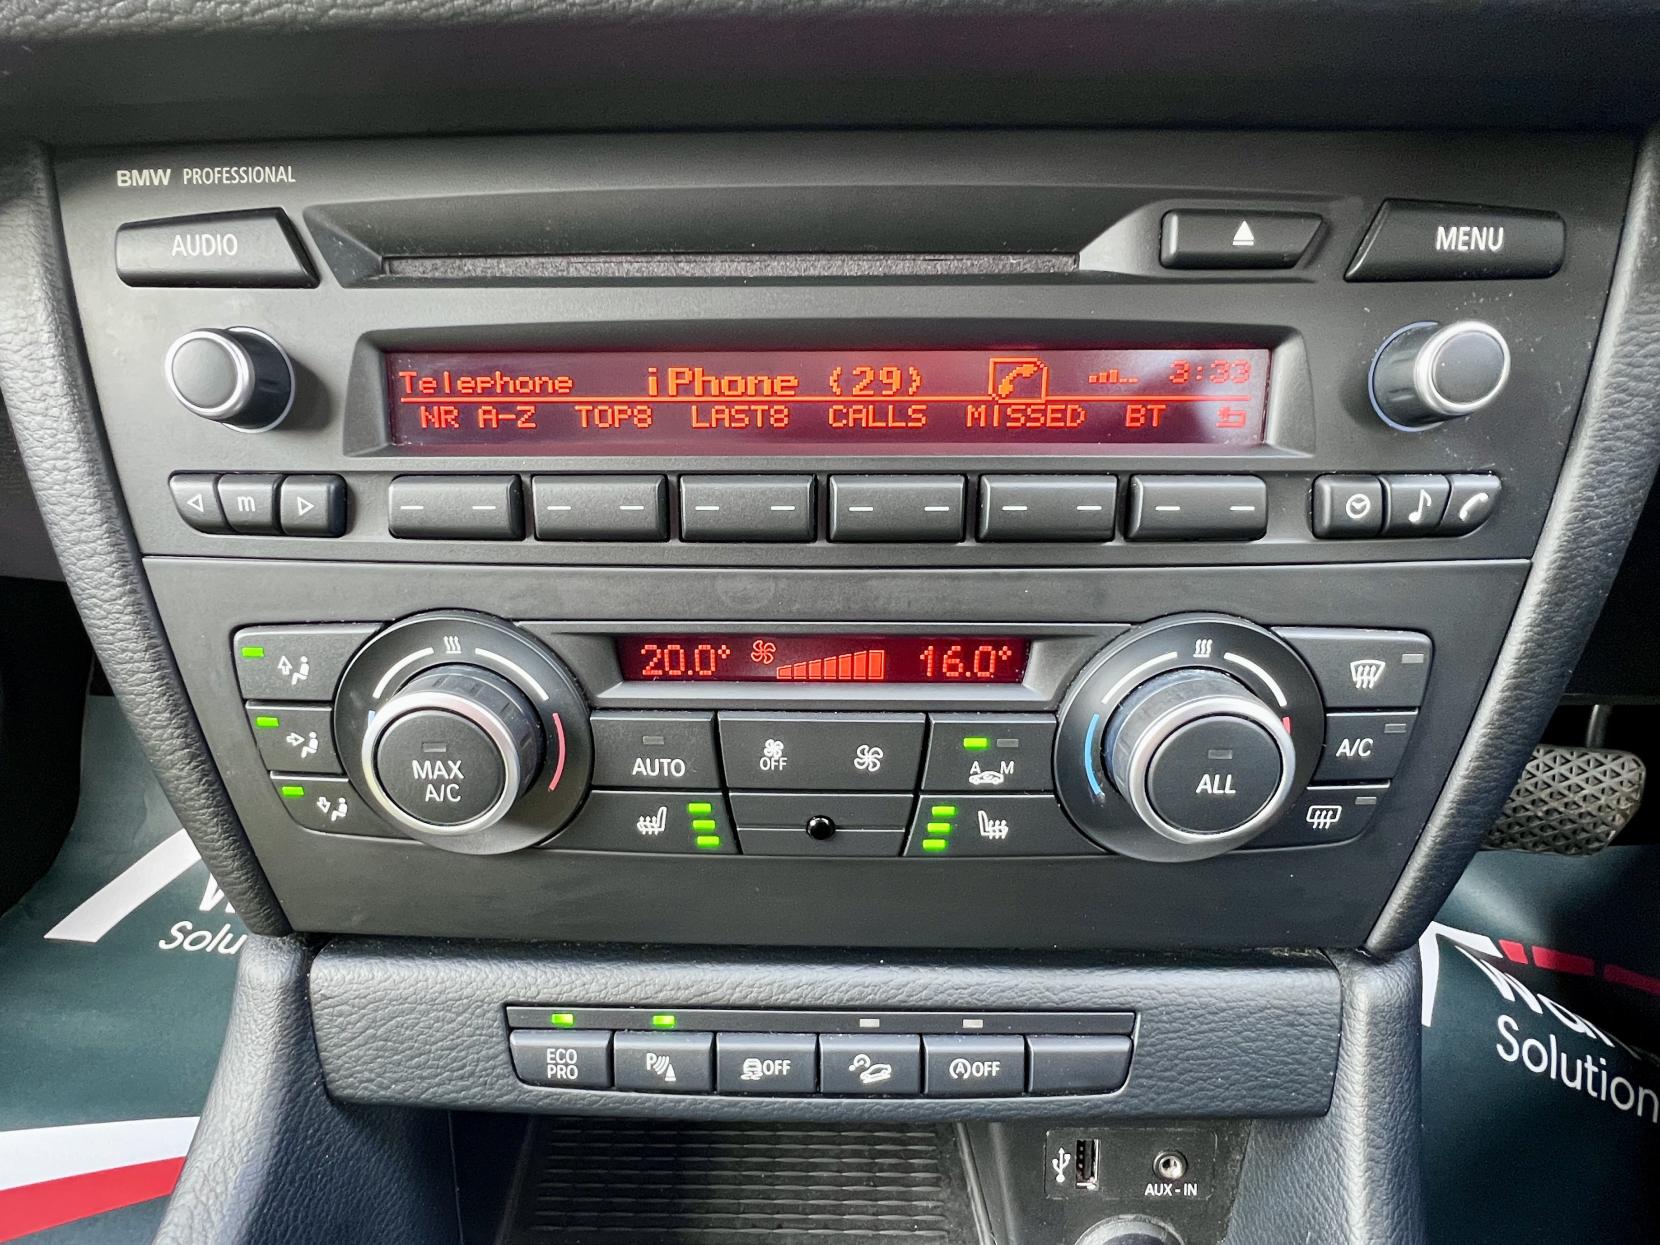 BMW PROFESSIONAL
AUDIO
MENU
Telephone iPhone (29) 3:33
NR A-Z TOP8 LAST8 CALLS MISSED BT
m
20.0° 16.0°
MAX A/C
AUTO
OFF
A M
ALL
A/C
ECO PRO
P
OFF
A OFF
AUX-IN
Solu
Solution